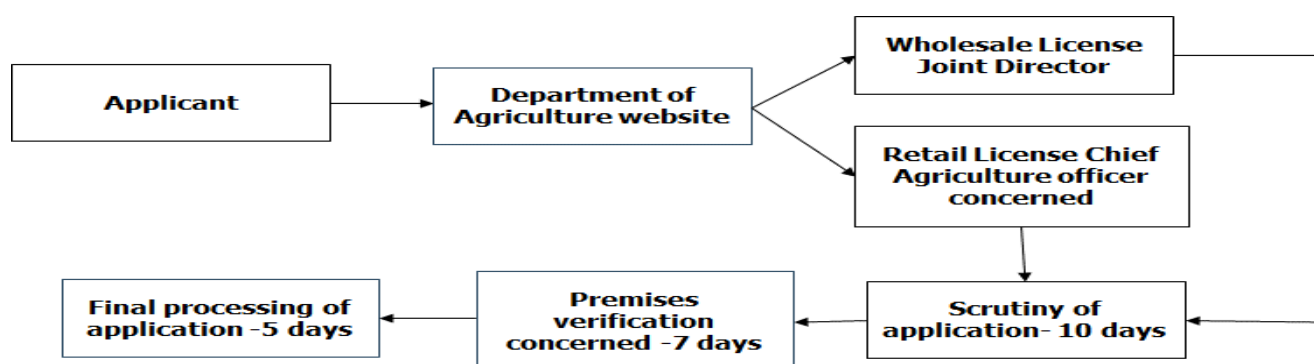 Applicant
Department of
Agriculture website
Wholesale License
Joint Director
Retail License Chief
Agriculture officer
concerned
Scrutiny of
application- 10 days
Premises
verification
concerned -7 days
Final processing of
application -5 days